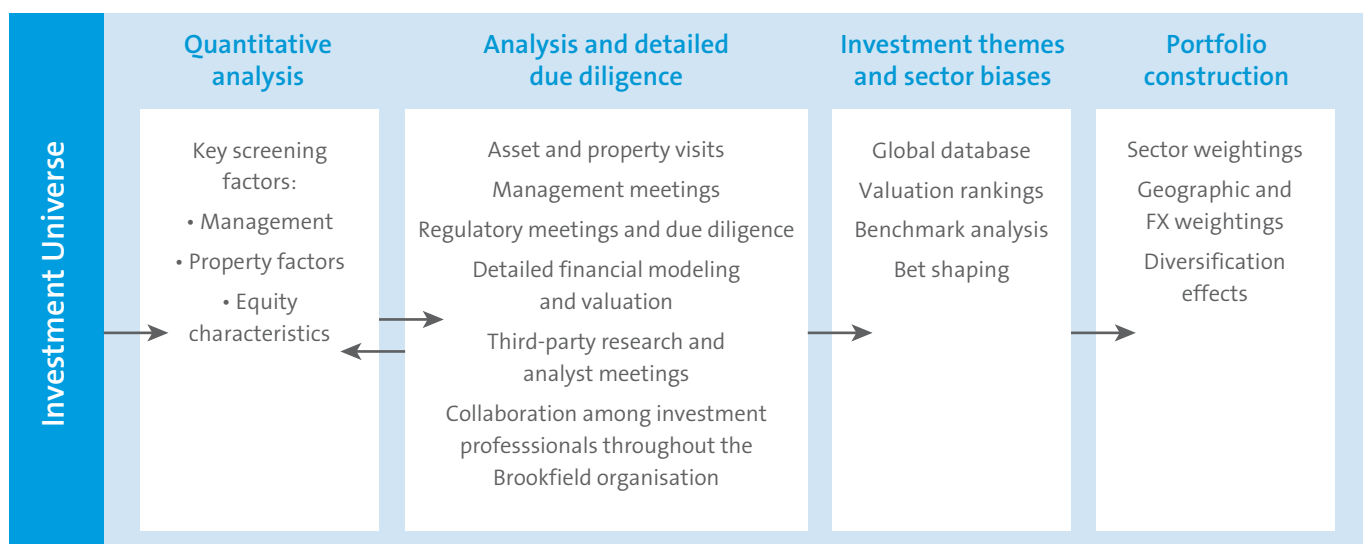 Investment Universe
Quantitative
analysis
Key screening
factors:
• Management
• Property factors
• Equity
characteristics
Analysis and detailed
due diligence
Asset and property visits
Management meetings
Regulatory meetings and due diligence
Detailed financial modeling
and valuation
Third-party research and
analyst meetings
Collaboration among investment
professsionals throughout the
Brookfield organisation
Investment themes
and sector biases
Global database
Valuation rankings
Benchmark analysis
Bet shaping
Portfolio
construction
Sector weightings
Geographic and
FX weightings
Diversification
effects